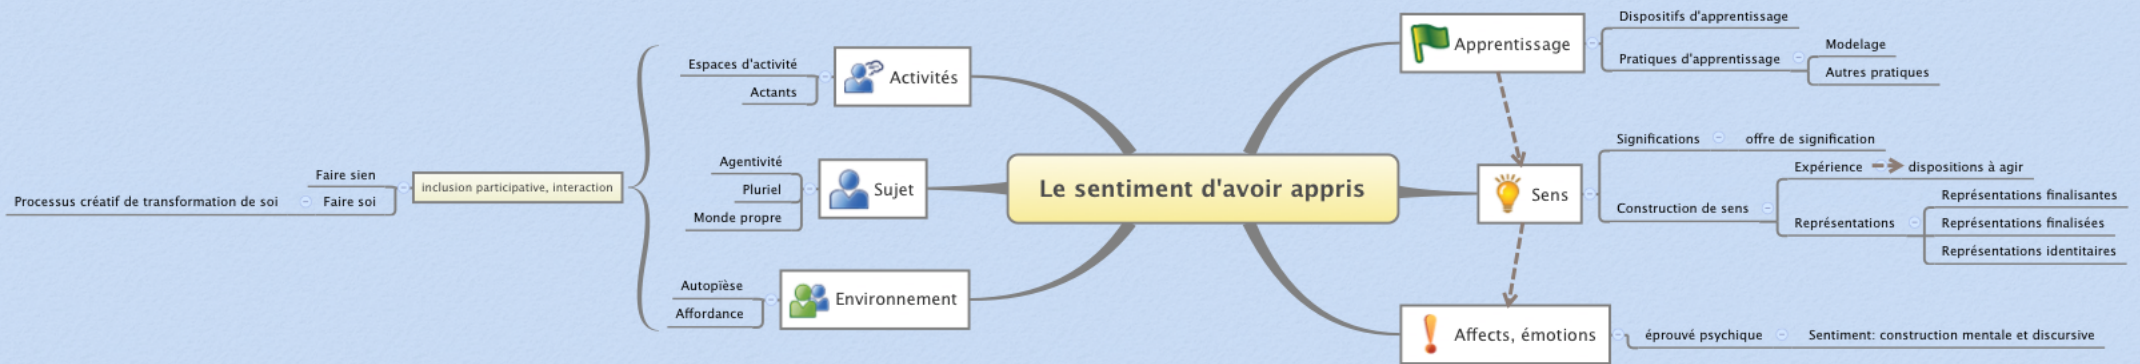 Le sentiment d'avoir appris
Apprentissage
Dispositifs d'apprentissage
Pratiques d'apprentissage
Modelage
Autres pratiques
Sens
Significations
offre de signification
Construction de sens
Expérience
dispositions à agir
Représentations
Représentations finalisantes
Représentations finalisées
Représentations identitaires
Affects, émotions
éprouvé psychique
Sentiment: construction mentale et discursive
Activités
Espaces d'activité
Actants
Sujet
Agentivité
Pluriel
Monde propre
Environnement
Autopïèse
Affordance
inclusion participative, interaction
Faire sien
Faire soi
Processus créatif de transformation de soi